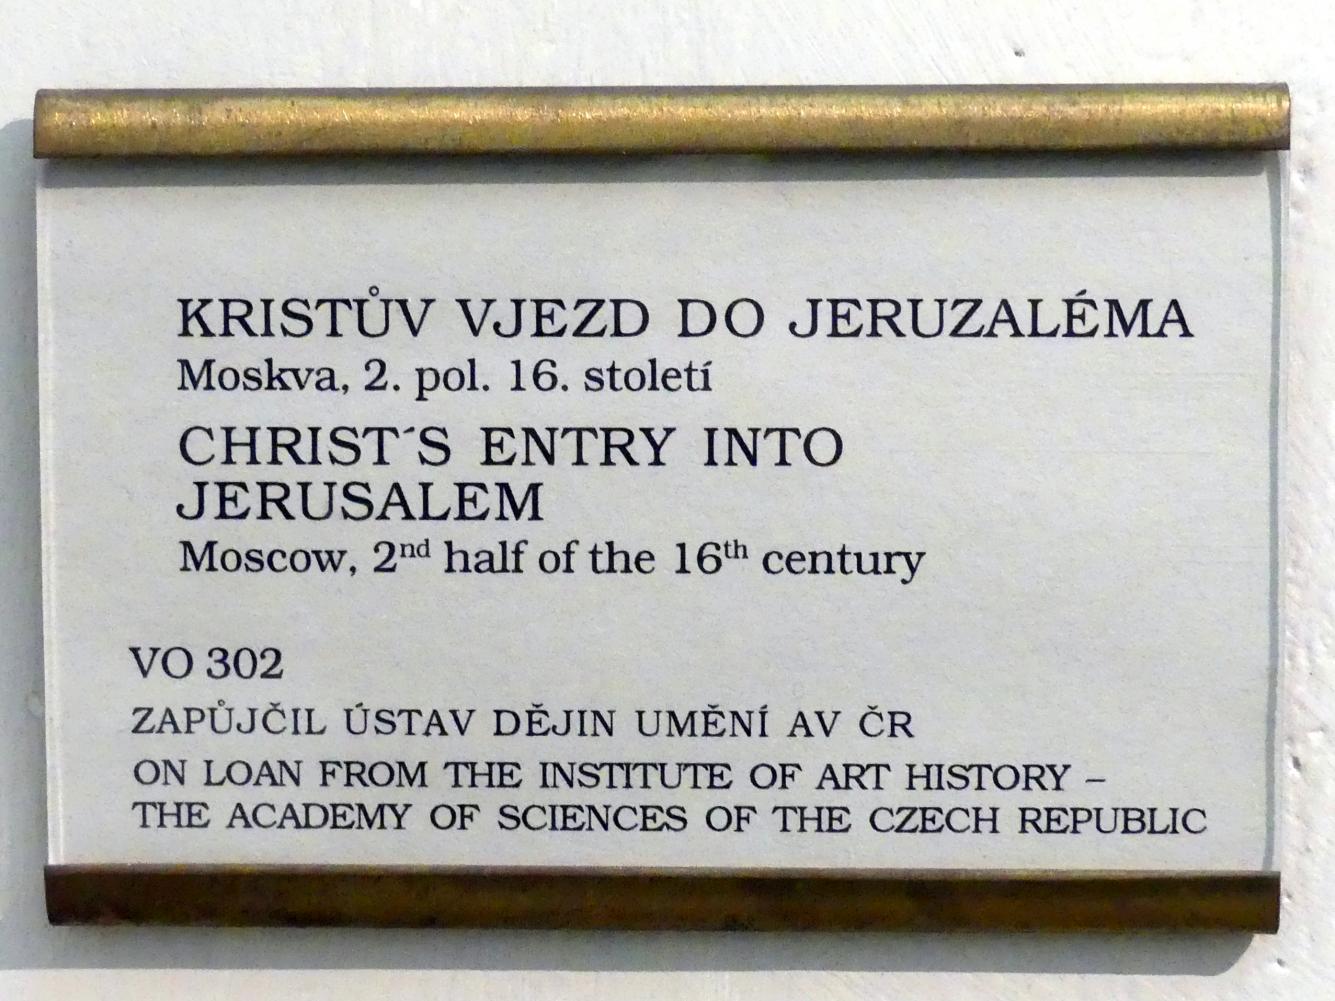 KRISTŮV VJEZD DO JERUZALÉMA
Moskva, 2. pol. 16. století
CHRIST´S ENTRY INTO
JERUSALEM
Moscow, 2nd half of the 16th century
VO 302
ZAPŮJČIL ÚSTAV DĚJIN UMĚNÍ AV ČR
ON LOAN FROM THE INSTITUTE OF ART HISTORY –
THE ACADEMY OF SCIENCES OF THE CZECH REPUBLIC